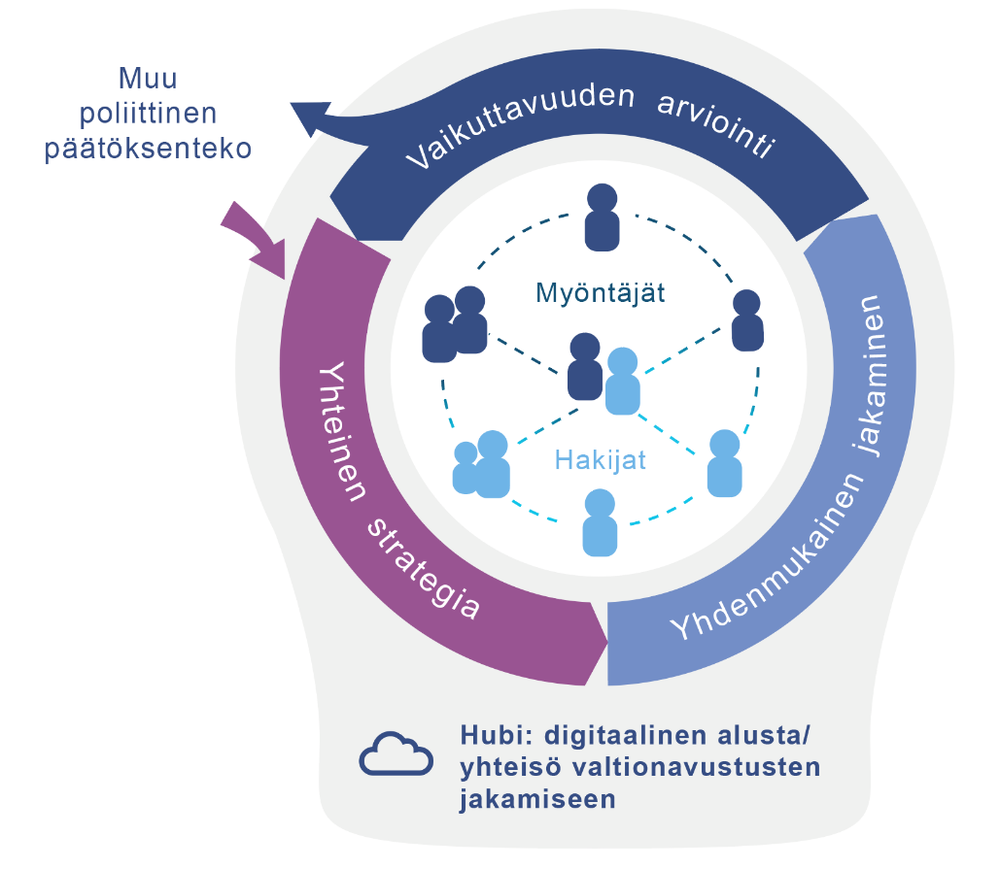 Muu
poliittinen
päätöksenteko
Vaikuttavuuden arviointi
Myöntäjät
Hakijat
Yhteinen strategia
Yhdenmukainen jakaminen
Hubi: digitaalinen alusta/
yhteisö valtionavustusten
jakamiseen